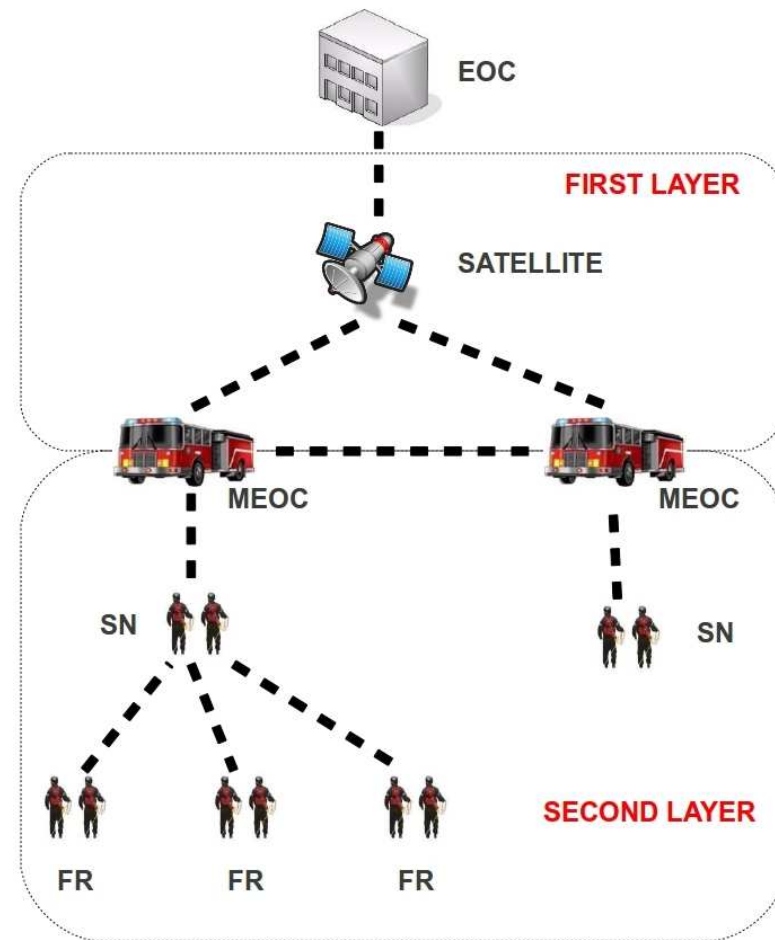 EOC
FIRST LAYER
SATELLITE
MEOC
MEOC
SN
SN
SECOND LAYER
FR
FR
FR